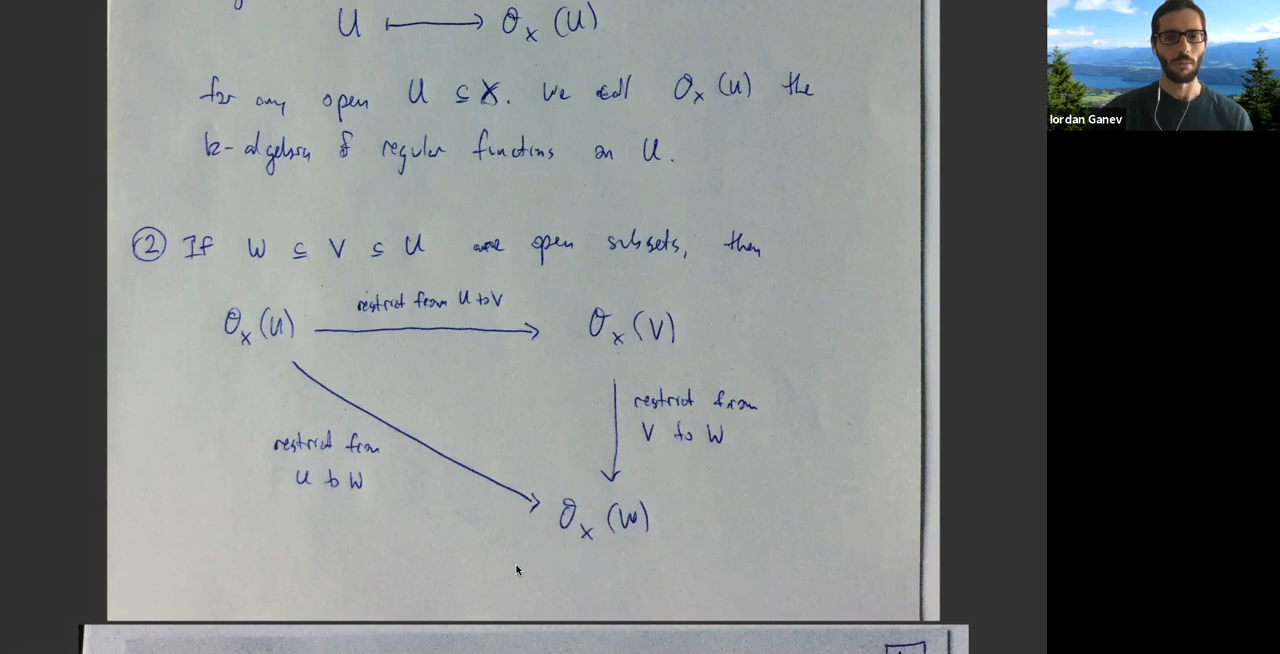 U ⟼ O_X (U)
for any open U ⊆ X. We call O_X (U) the
k-algebra of regular functions on U.
② If W ⊆ V ⊆ U are open subsets, then
restrict from U to V
O_X (U) → O_X (V)
restrict from
V to W
restrict from
U to W
O_X (W)
Iordan Ganev